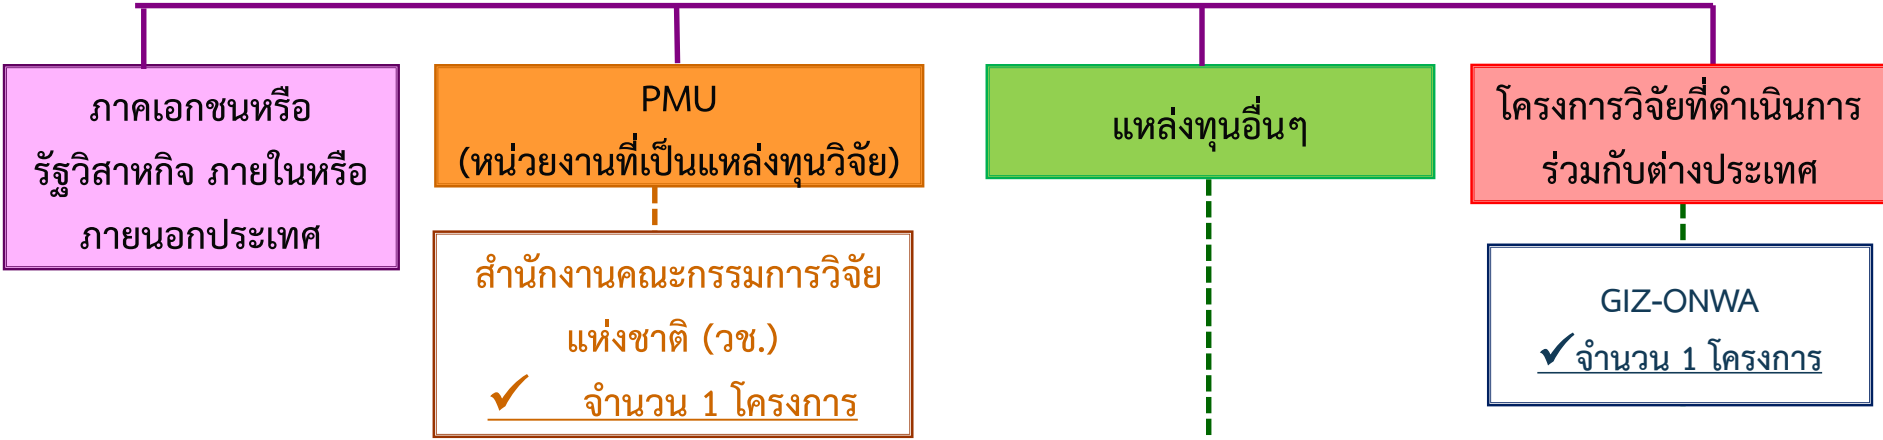 ภาคเอกชนหรือ
รัฐวิสาหกิจ ภายในหรือ
ภายนอกประเทศ
PMU
(หน่วยงานที่เป็นแหล่งทุนวิจัย)
สำนักงานคณะกรรมการวิจัย
แห่งชาติ (วช.)
✓ จำนวน 1 โครงการ
แหล่งทุนอื่นๆ
โครงการวิจัยที่ดำเนินการ
ร่วมกับต่างประเทศ
GIZ-ONWA
✓จำนวน 1 โครงการ